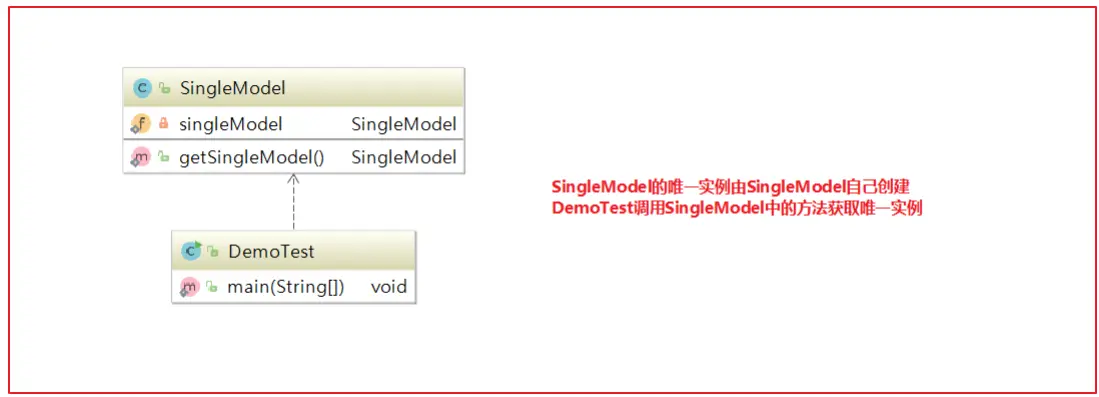 SingleModel
singleModel SingleModel
getSingleModel() SingleModel
SingleModel的唯一实例由SingleModel自己创建
DemoTest调用SingleModel中的方法获取唯一实例
DemoTest
main(String[]) void